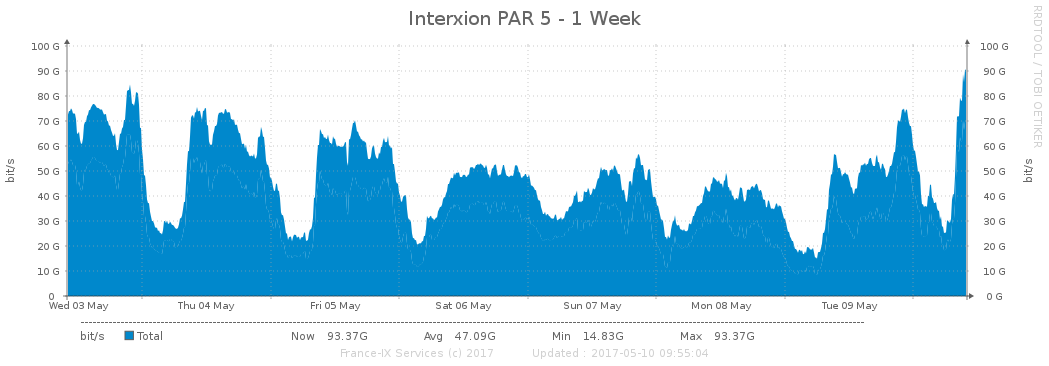 Interxion PAR 5 - 1 Week
RRDTOOL / TOBI OETIKER
100 G 100 G
90 G 90 G
80 G 80 G
70 G 70 G
60 G 60 G
50 G 50 G
40 G 40 G
30 G 30 G
20 G 20 G
10 G 10 G
0 0 G
bit/s
bit/s
Wed 03 May Thu 04 May Fri 05 May Sat 06 May Sun 07 May Mon 08 May Tue 09 May
bit/s Total Now 93.37G Avg 47.09G Min 14.83G Max 93.37G
France-IX Services (c) 2017 Updated : 2017-05-10 09:55:04